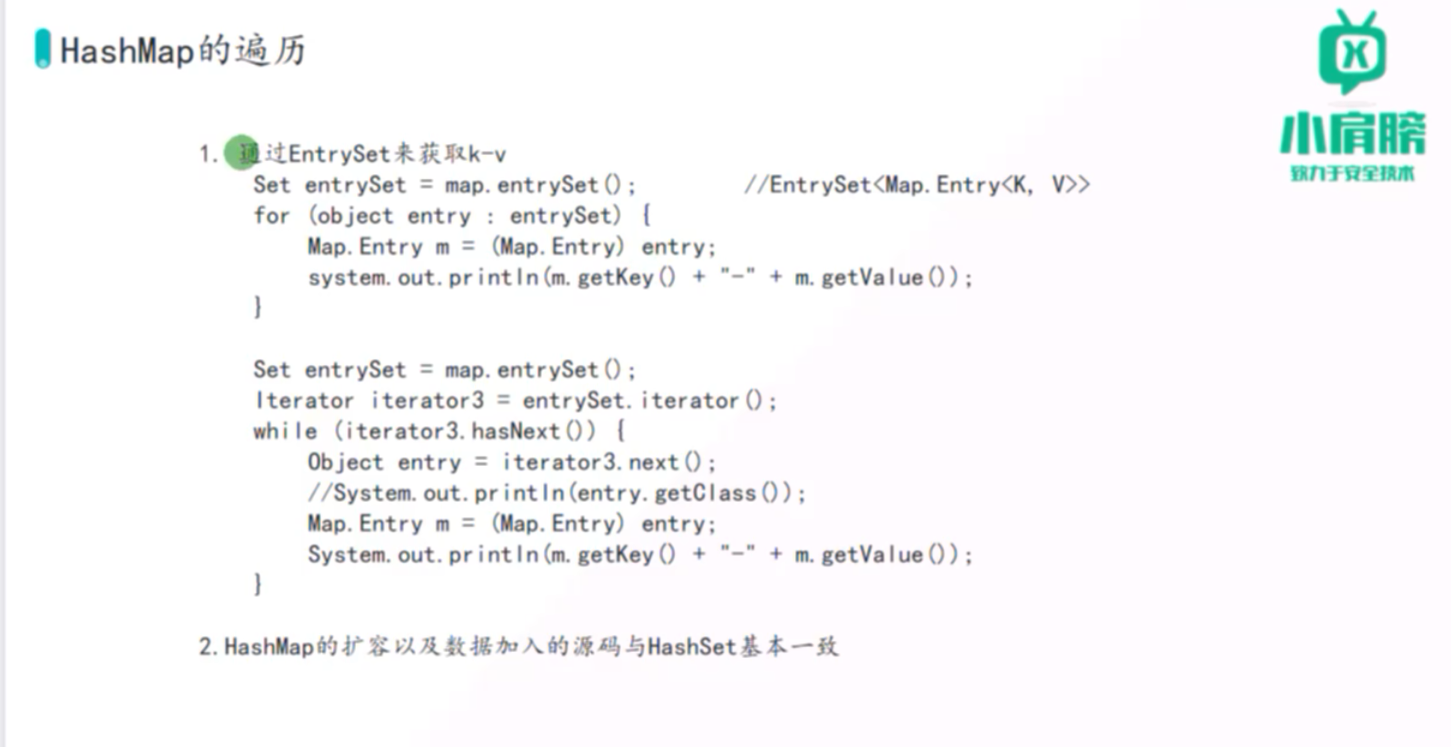 HashMap的遍历
小肩膀
致力于安全技术
1. 通过EntrySet来获取k-v
Set entrySet = map.entrySet(); //EntrySet<Map.Entry<K, V>>
for (object entry : entrySet) {
Map.Entry m = (Map.Entry) entry;
system.out.println(m.getKey() + "-" + m.getValue());
}
Set entrySet = map.entrySet();
Iterator iterator3 = entrySet.iterator();
while (iterator3.hasNext()) {
Object entry = iterator3.next();
//System.out.println(entry.getClass());
Map.Entry m = (Map.Entry) entry;
System.out.println(m.getKey() + "-" + m.getValue());
}
2. HashMap的扩容以及数据加入的源码与HashSet基本一致